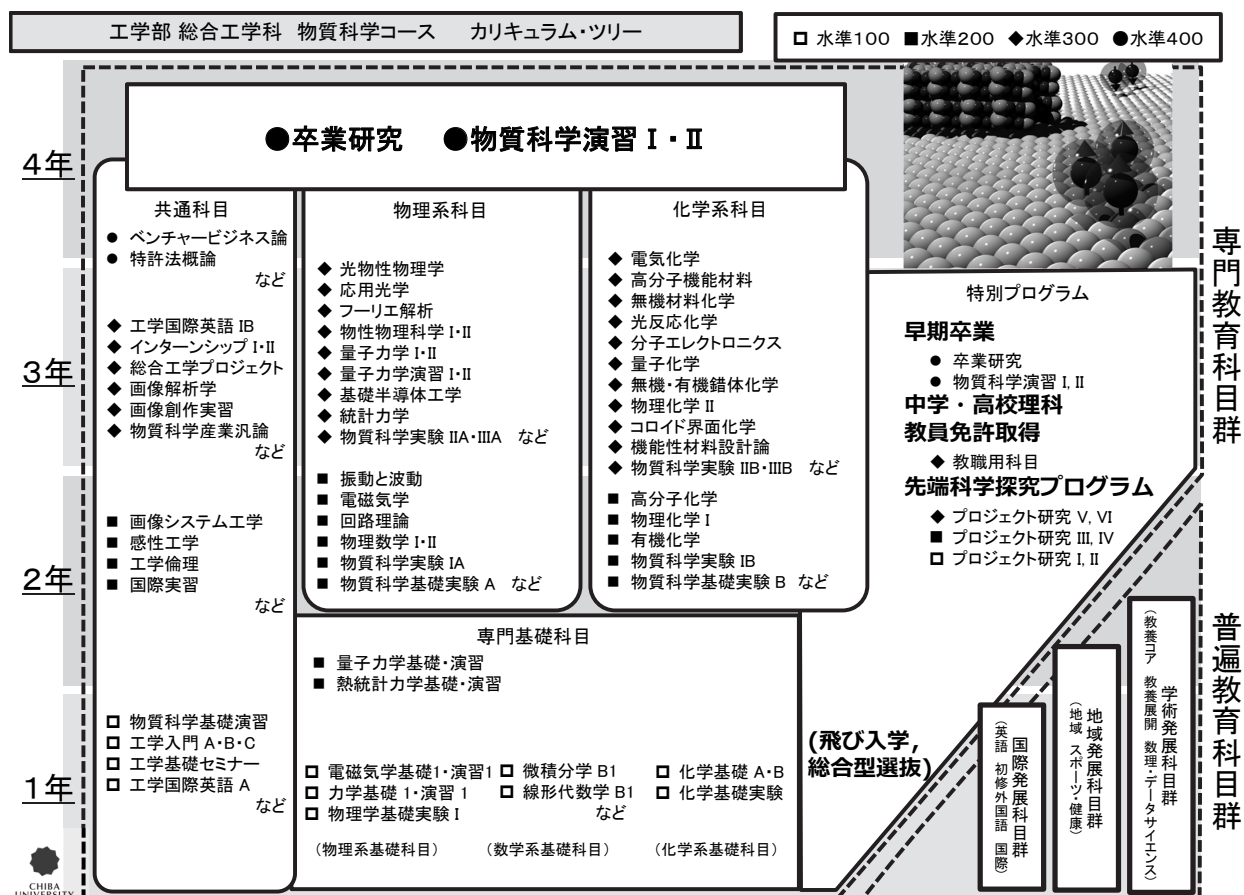 工学部 総合工学科 物質科学コース カリキュラム・ツリー
□ 水準100 ■水準200 ◆水準300 ●水準400
●卒業研究 ●物質科学演習 I・II
4年
3年
2年
1年
共通科目
● ベンチャービジネス論
● 特許法概論
など
◆ 工学国際英語 IB
◆ インターンシップ I・II
◆ 総合工学プロジェクト
◆ 画像解析学
◆ 画像創作実習
◆ 物質科学産業汎論
など
■ 画像システム工学
■ 感性工学
■ 工学倫理
■ 国際実習
など
□ 物質科学基礎演習
□ 工学入門 A・B・C
□ 工学基礎セミナー
□ 工学国際英語 A
など
物理系科目
◆ 光物性物理学
◆ 応用光学
◆ フーリエ解析
◆ 物性物理科学 I・II
◆ 量子力学 I・II
◆ 量子力学演習 I・II
◆ 基礎半導体工学
◆ 統計力学
◆ 物質科学実験 IIA・IIIA など
■ 振動と波動
■ 電磁気学
■ 回路理論
■ 物理数学 I・II
■ 物質科学実験 IA
■ 物質科学基礎実験 A など
化学系科目
◆ 電気化学
◆ 高分子機能材料
◆ 無機材料化学
◆ 光反応化学
◆ 分子エレクトロニクス
◆ 量子化学
◆ 無機・有機錯体化学
◆ 物理化学 II
◆ コロイド界面化学
◆ 機能性材料設計論
◆ 物質科学実験 IIB・IIIB など
■ 高分子化学
■ 物理化学 I
■ 有機化学
■ 物質科学実験 IB
■ 物質科学基礎実験 B など
専門基礎科目
■ 量子力学基礎・演習
■ 熱統計力学基礎・演習
□ 電磁気学基礎1・演習1
□ 力学基礎 1・演習 1
□ 物理学基礎実験 I
（物理系基礎科目）
□ 微積分学 B1
□ 線形代数学 B1
など
（数学系基礎科目）
□ 化学基礎 A・B
□ 化学基礎実験
（化学系基礎科目）
特別プログラム
早期卒業
● 卒業研究
● 物質科学演習 I, II
中学・高校理科
教員免許取得
◆ 教職用科目
先端科学探究プログラム
◆ プロジェクト研究 V, VI
■ プロジェクト研究 III, IV
□ プロジェクト研究 I, II
(飛び入学,
総合型選抜)
国際発展科目群
（英語 初修外国語 国際）
地域発展科目群
（地域 スポーツ・健康）
学術発展科目群
（教養コア 教養展開 数理・データサイエンス）
専門教育科目群
普遍教育科目群
CHIBA
UNIVERSITY